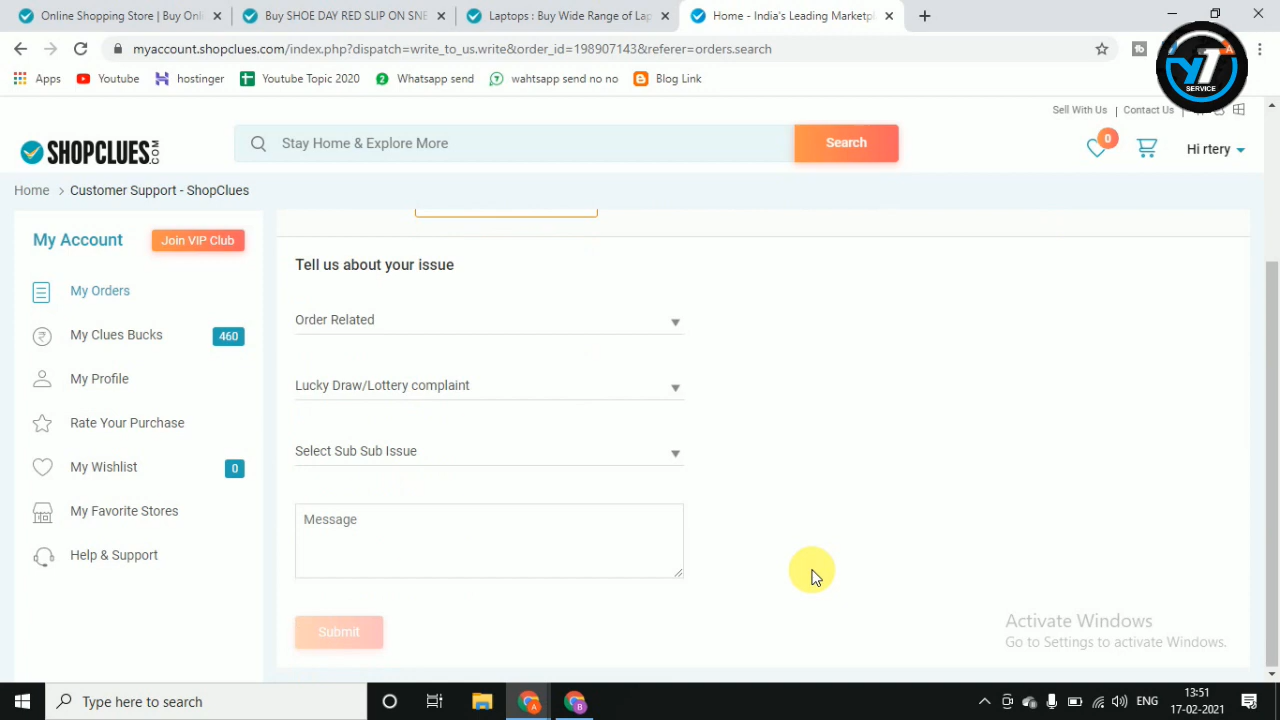 Online Shopping Store | Buy Onli
Buy SHOE DAY RED SLIP ON SNE
Laptops : Buy Wide Range of Lap
Home - India's Leading Marketpl
myaccount.shopclues.com/index.php?dispatch=write_to_us.write&order_id=198907143&referer=orders.search
Apps
Youtube
hostinger
Youtube Topic 2020
Whatsapp send
wahtsapp send no no
Blog Link
YT
SERVICE
Sell With Us | Contact Us |
SHOPCLUES.COM
Stay Home & Explore More
Search
0
Hi rtery
Home > Customer Support - ShopClues
My Account
Join VIP Club
My Orders
My Clues Bucks
460
My Profile
Rate Your Purchase
My Wishlist
0
My Favorite Stores
Help & Support
Tell us about your issue
Order Related
Lucky Draw/Lottery complaint
Select Sub Sub Issue
Message
Submit
Activate Windows
Go to Settings to activate Windows.
Type here to search
ENG
13:51
17-02-2021